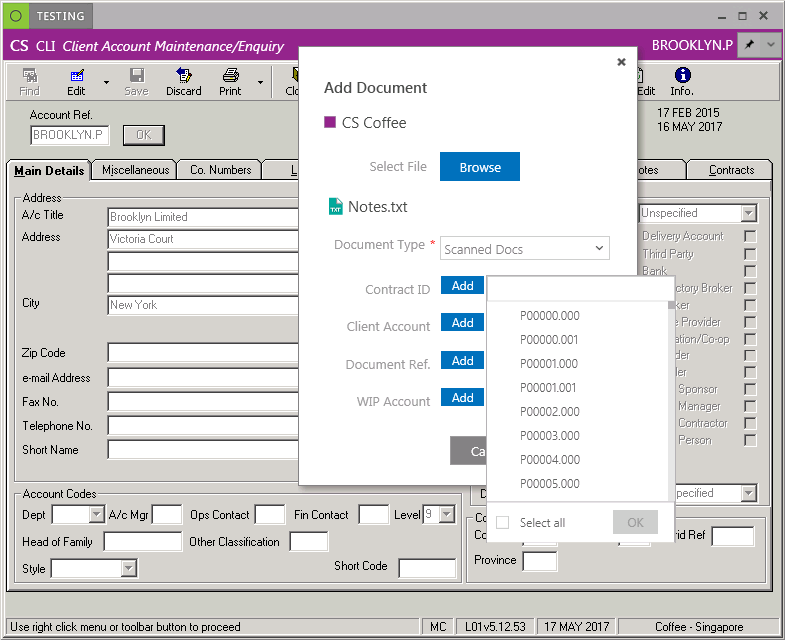 TESTING
CS CLI Client Account Maintenance/Enquiry BROOKLYN.P
Find Edit Save Discard Print Clo Edit Info.
Account Ref.
BROOKLYN.P OK
17 FEB 2015
16 MAY 2017
Main Details Miscellaneous Co. Numbers L otes Contracts
Address
A/c Title Brooklyn Limited
Address Victoria Court
City New York
Zip Code
e-mail Address
Fax No.
Telephone No.
Short Name
Unspecified
Delivery Account
Third Party
Bank
ctory Broker
ker
e Provider
ation/Co-op
der
ler
Sponsor
Manager
Contractor
Person
Add Document
CS Coffee
Select File Browse
TXT Notes.txt
Document Type * Scanned Docs
Contract ID Add
Client Account Add
Document Ref. Add
WIP Account Add
Ca
P00000.000
P00000.001
P00001.000
P00001.001
P00002.000
P00003.000
P00004.000
P00005.000
Select all OK
D pecified
Account Codes
Dept A/c Mgr Ops Contact Fin Contact Level 9
Head of Family Other Classification
Style Short Code
Co
Co rid Ref
Province
Use right click menu or toolbar button to proceed MC L01v5.12.53 17 MAY 2017 Coffee - Singapore